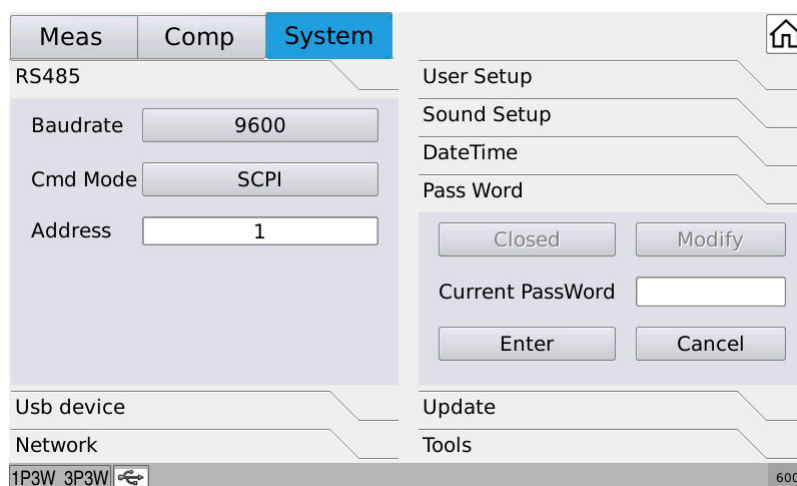 Meas Comp System
RS485
Baudrate 9600
Cmd Mode SCPI
Address 1
Usb device
Network
User Setup
Sound Setup
DateTime
Pass Word
Closed Modify
Current PassWord
Enter Cancel
Update
Tools
1P3W 3P3W 600